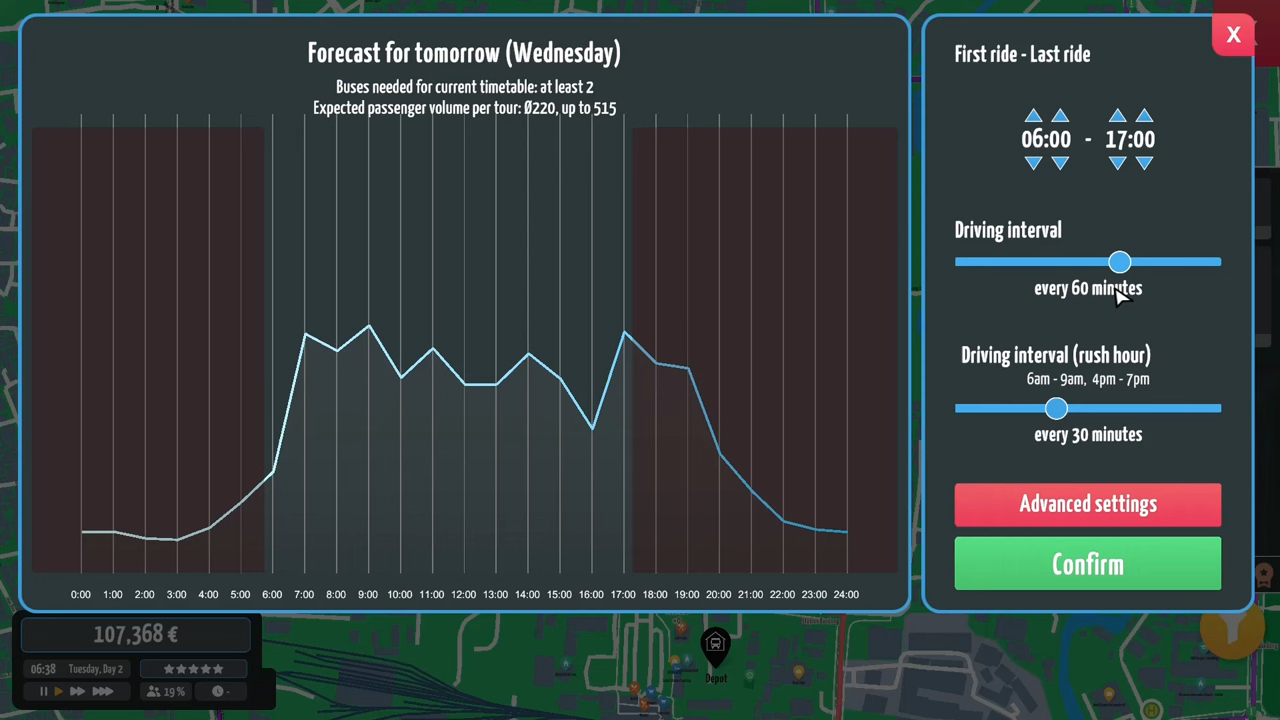 Forecast for tomorrow (Wednesday)
Buses needed for current timetable: at least 2
Expected passenger volume per tour: Ø220, up to 515
0:00 1:00 2:00 3:00 4:00 5:00 6:00 7:00 8:00 9:00 10:00 11:00 12:00 13:00 14:00 15:00 16:00 17:00 18:00 19:00 20:00 21:00 22:00 23:00 24:00
X
First ride - Last ride
06:00 - 17:00
Driving interval
every 60 minutes
Driving interval (rush hour)
6am - 9am, 4pm - 7pm
every 30 minutes
Advanced settings
Confirm
107,368 €
06:38 Tuesday, Day 2
19 % -
Depot